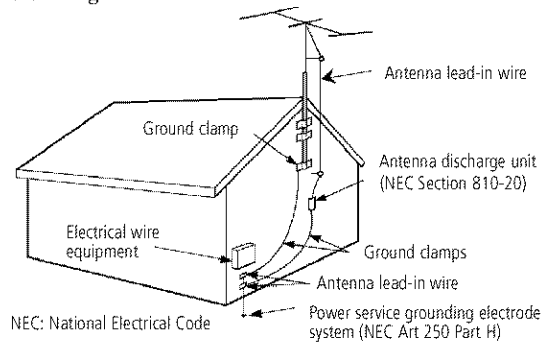 Antenna lead-in wire
Ground clamp
Antenna discharge unit
(NEC Section 810-20)
Electrical wire
equipment
Ground clamps
Antenna lead-in wire
Power service grounding electrode
system (NEC Art 250 Part H)
NEC: National Electrical Code